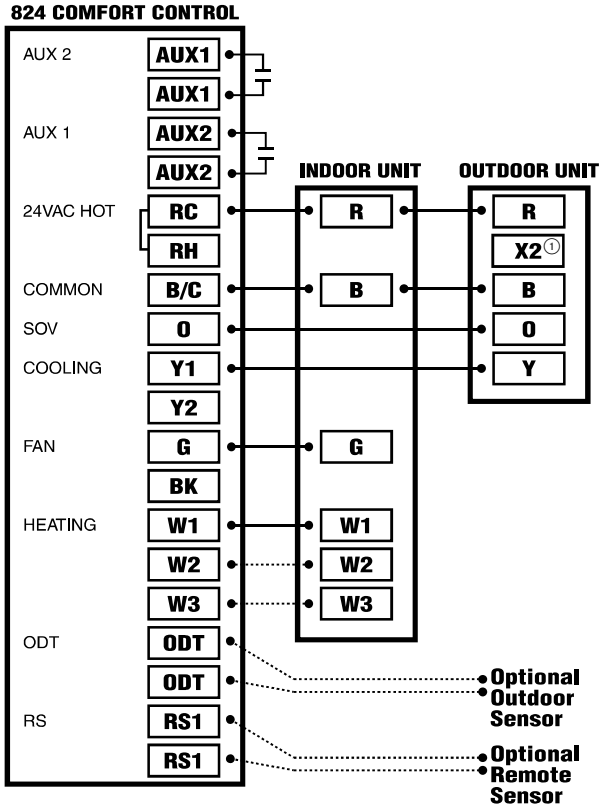 824 COMFORT CONTROL
AUX 2 AUX1
AUX1
AUX 1 AUX2
AUX2
INDOOR UNIT OUTDOOR UNIT
24VAC HOT RC R R
RH X2①
COMMON B/C B B
SOV O O
COOLING Y1 Y
Y2
FAN G G
BK
HEATING W1 W1
W2 W2
W3 W3
ODT ODT
ODT
Optional
Outdoor
Sensor
RS RS1
RS1
Optional
Remote
Sensor